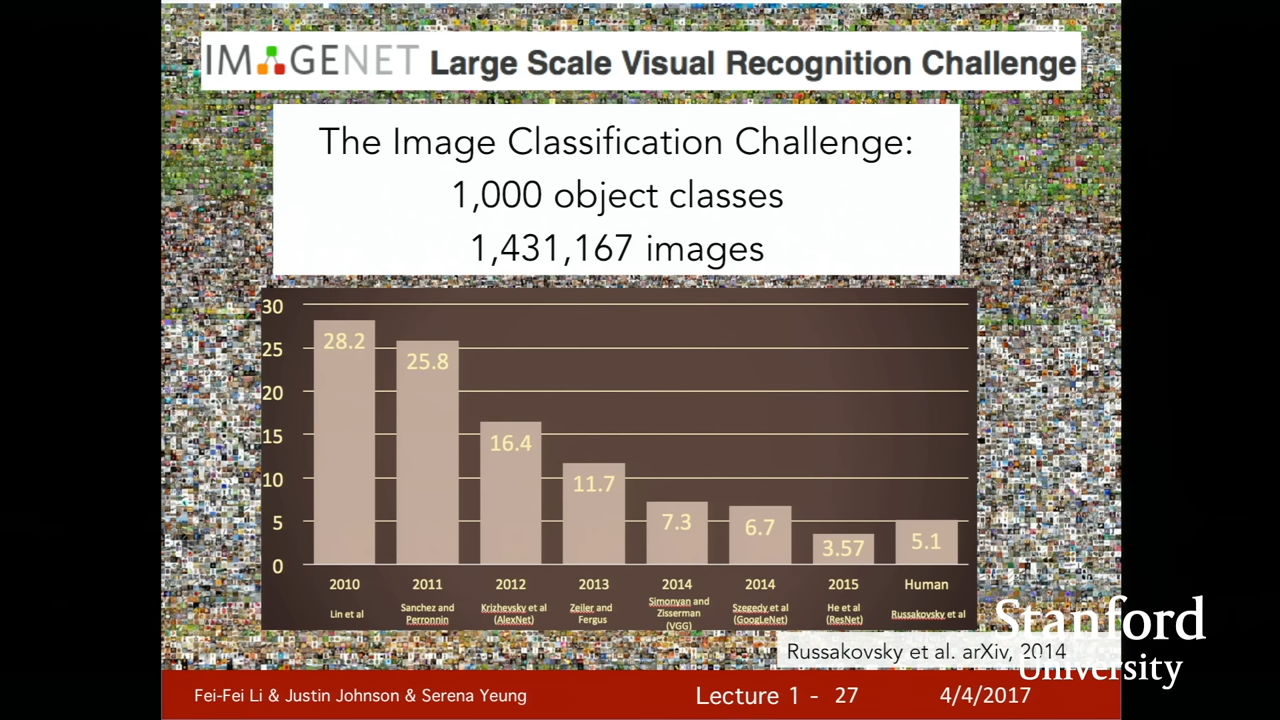 IMAGENET Large Scale Visual Recognition Challenge
The Image Classification Challenge:
1,000 object classes
1,431,167 images
30
25
20
15
10
5
0
28.2
25.8
16.4
11.7
7.3
6.7
3.57
5.1
2010
2011
2012
2013
2014
2014
2015
Human
Lin et al
Sanchez and
Perronnin
Krizhevsky et al
(AlexNet)
Zeiler and
Fergus
Simonyan and
Zisserman
(VGG)
Szegedy et al
(GoogLeNet)
He et al
(ResNet)
Russakovsky et al
Russakovsky et al. arXiv, 2014
Stanford
University
Fei-Fei Li & Justin Johnson & Serena Yeung
Lecture 1 - 27
4/4/2017